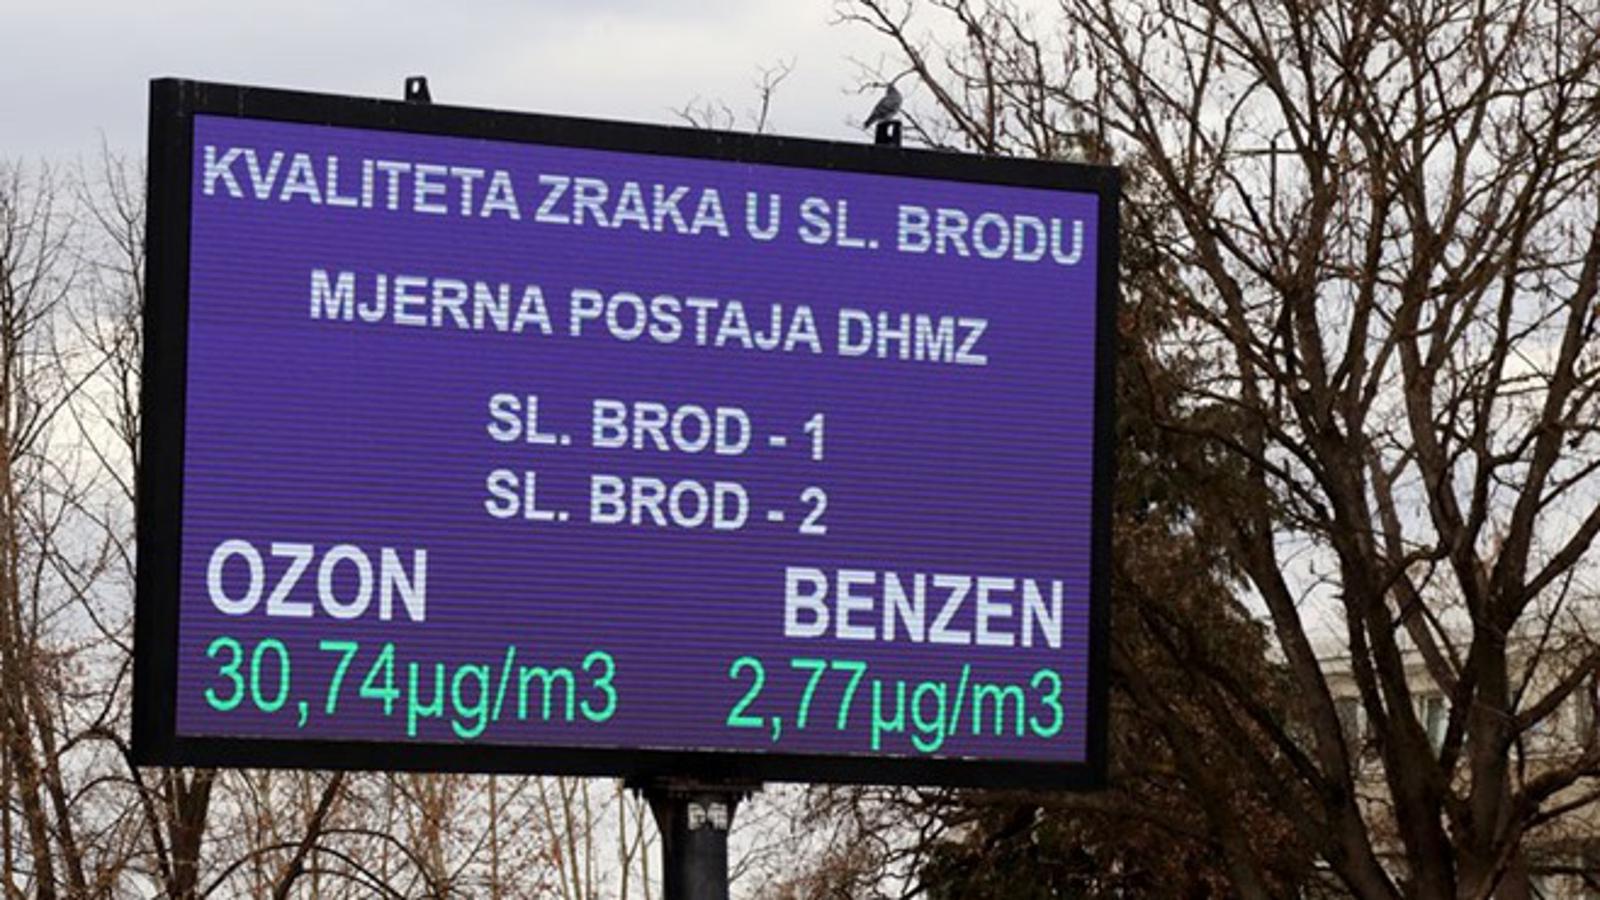 KVALITETA ZRAKA U SL. BRODU
MJERNA POSTAJA DHMZ
SL. BROD - 1
SL. BROD - 2
OZON BENZEN
30,74µg/m3 2,77µg/m3